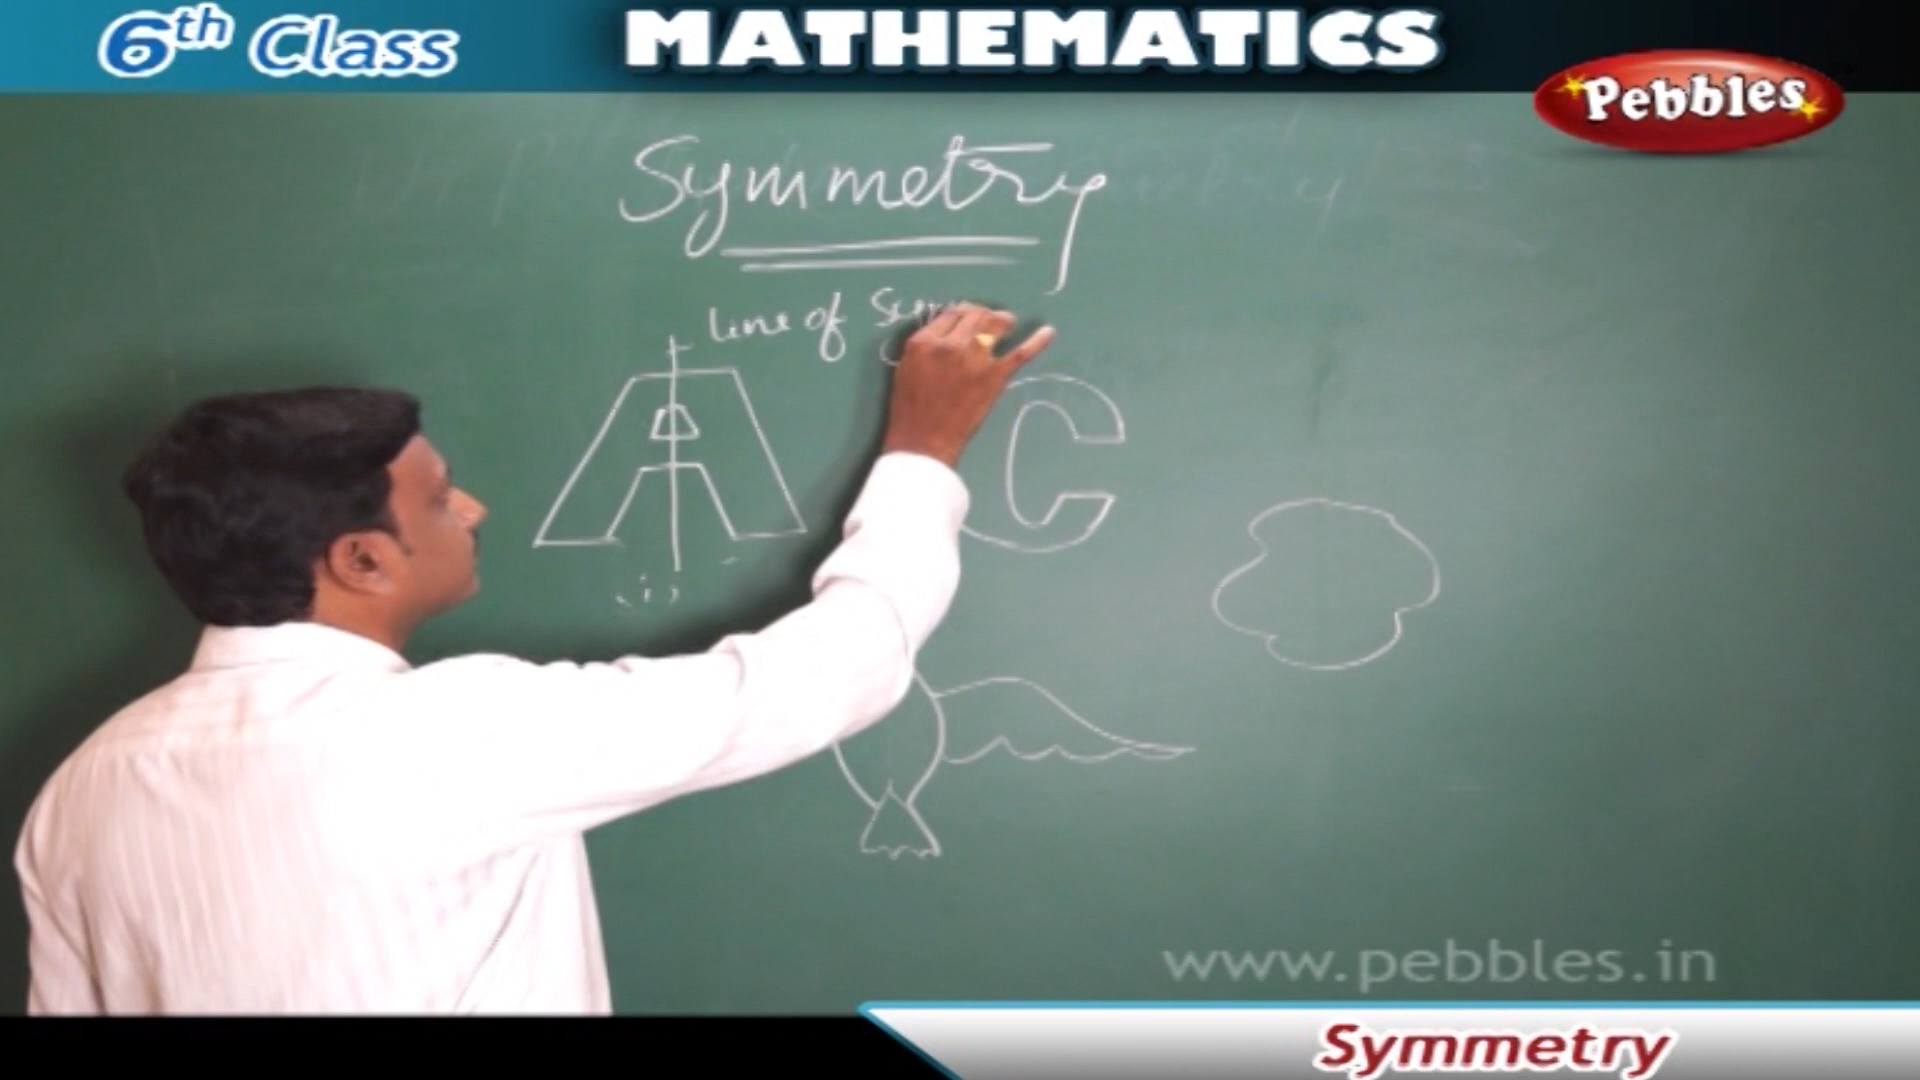 6th Class
MATHEMATICS
Pebbles
Symmetry
Line of
A C
(i)
www.pebbles.in
Symmetry